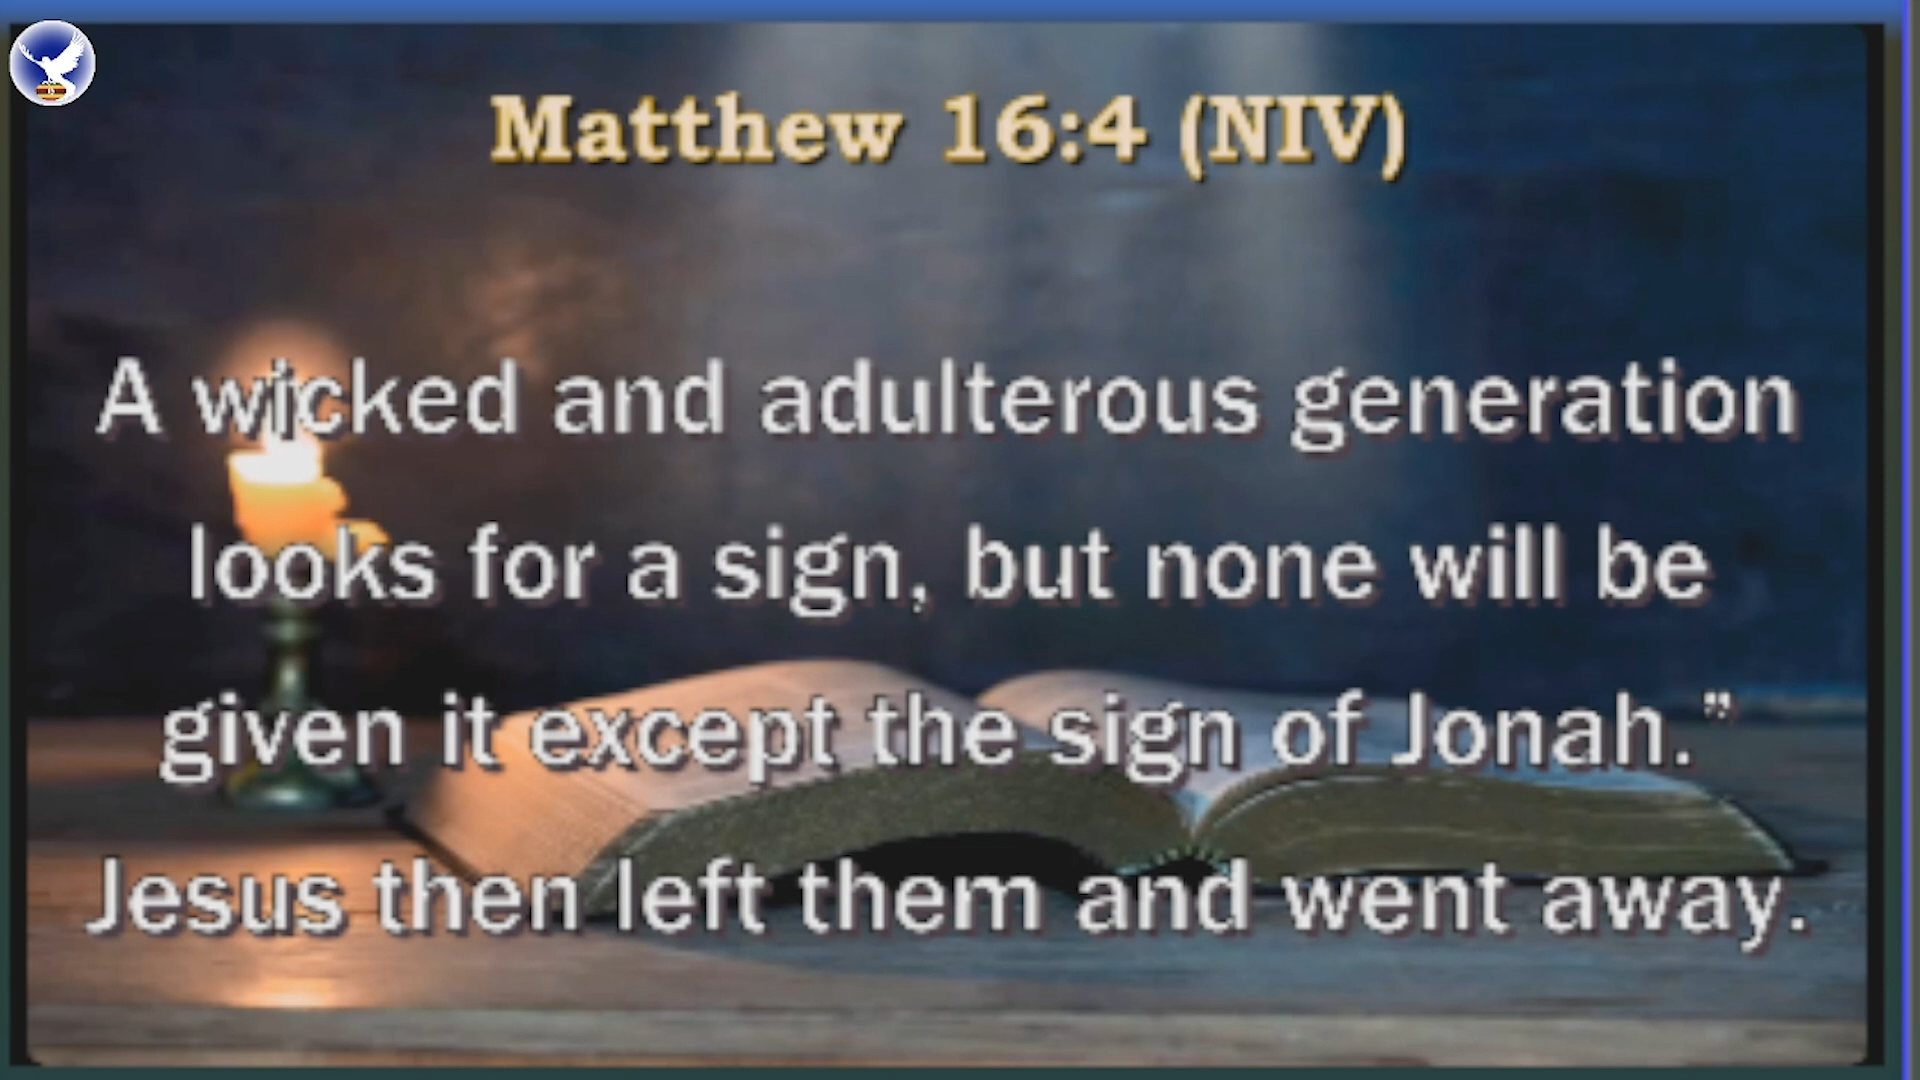 Matthew 16:4 (NIV)
A wicked and adulterous generation
looks for a sign, but none will be
given it except the sign of Jonah.”
Jesus then left them and went away.